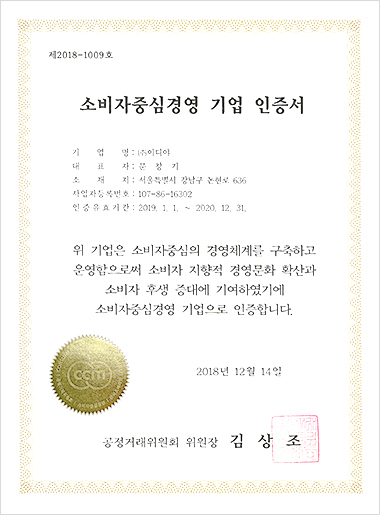 제2018-1009호
소비자중심경영 기업 인증서
기 업 명 : ㈜이디야
대 표 자 : 문 창 기
소 재 지 : 서울특별시 강남구 논현로 636
사업자등록번호 : 107-86-16302
인증유효기간 : 2019. 1. 1. ~ 2020. 12. 31.
위 기업은 소비자중심의 경영체계를 구축하고
운영함으로써 소비자 지향적 경영문화 확산과
소비자 후생 증대에 기여하였기에
소비자중심경영 기업으로 인증합니다.
2018년 12월 14일
ccm
공정거래위원회 위원장 김 상 조